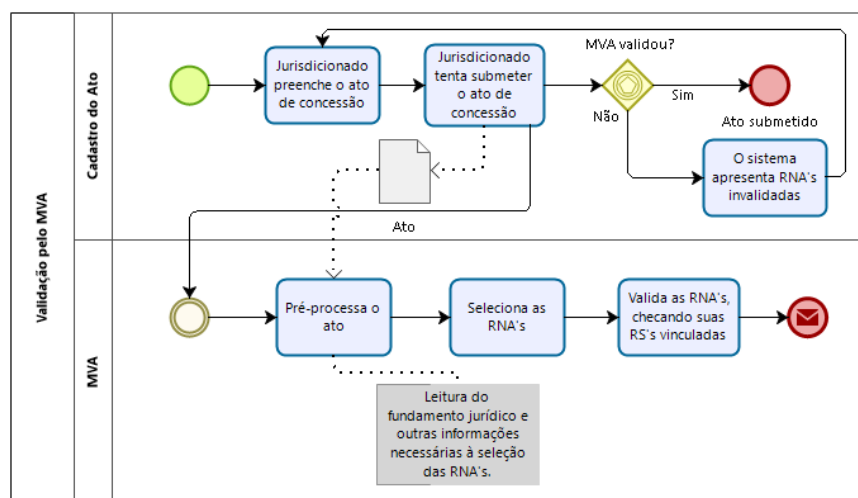 Validação pelo MVA
Cadastro do Ato
Jurisdicionado
preenche o ato
de concessão
Jurisdicionado
tenta submeter
o ato de
concessão
MVA validou?
Sim
Não
Ato submetido
O sistema
apresenta RNA's
invalidadas
Ato
MVA
Pré-processa o
ato
Seleciona as
RNA's
Valida as RNA's,
checando suas
RS's vinculadas
Leitura do
fundamento jurídico e
outras informações
necessárias à seleção
das RNA's.